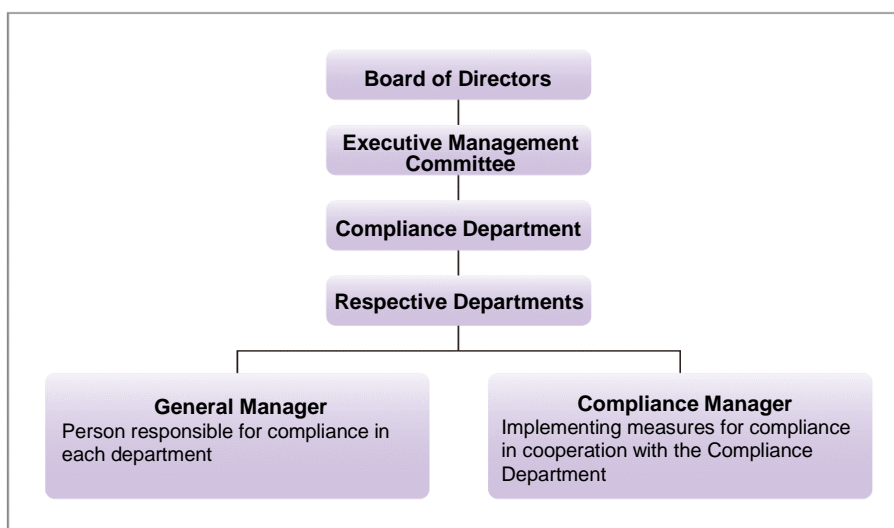 Board of Directors
Executive Management
Committee
Compliance Department
Respective Departments
General Manager
Person responsible for compliance in
each department
Compliance Manager
Implementing measures for compliance
in cooperation with the Compliance
Department